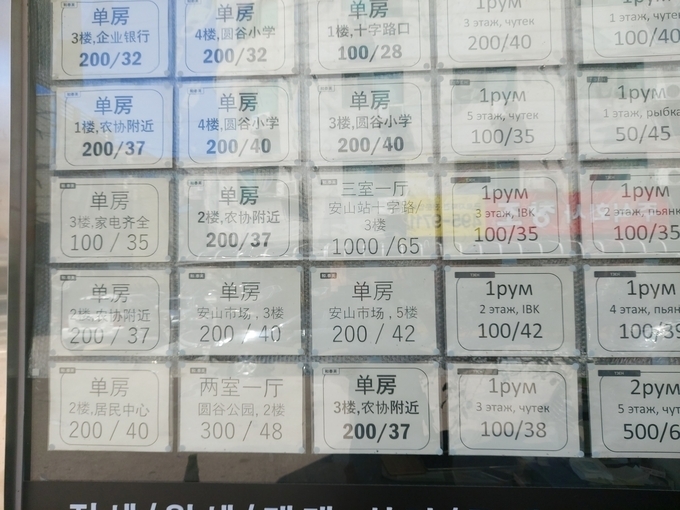 单房
3楼,企业银行
200/32
单房
4楼,圆谷小学
200/32
单房
1楼,十字路口
100/28
1рум
3 этаж, чутек
200/40
1рум
1 этаж, чутек
100/40
单房
1楼,农协附近
200/37
单房
4楼,圆谷小学
200/40
单房
3楼,圆谷小学
200/40
1рум
5 этаж, чутек
100/35
1рум
1 этаж, рыбка
50/45
单房
3楼,家电齐全
100/35
单房
2楼,农协附近
200/37
三室一厅
安山站十字路/
3楼
1000/65
1рум
3 этаж, IBK
100/35
1рум
2 этаж,
100/35
单房
2楼,农协附近
200/37
单房
安山市场,3楼
200/40
单房
安山市场,5楼
200/42
1рум
2 этаж, IBK
100/42
1рум
4 этаж,
100/39
单房
2楼,居民中心
200/40
两室一厅
圆谷公园,2楼
300/48
单房
3楼,农协附近
200/37
1рум
3 этаж, чутек
100/38
2рум
5 этаж,
500/6